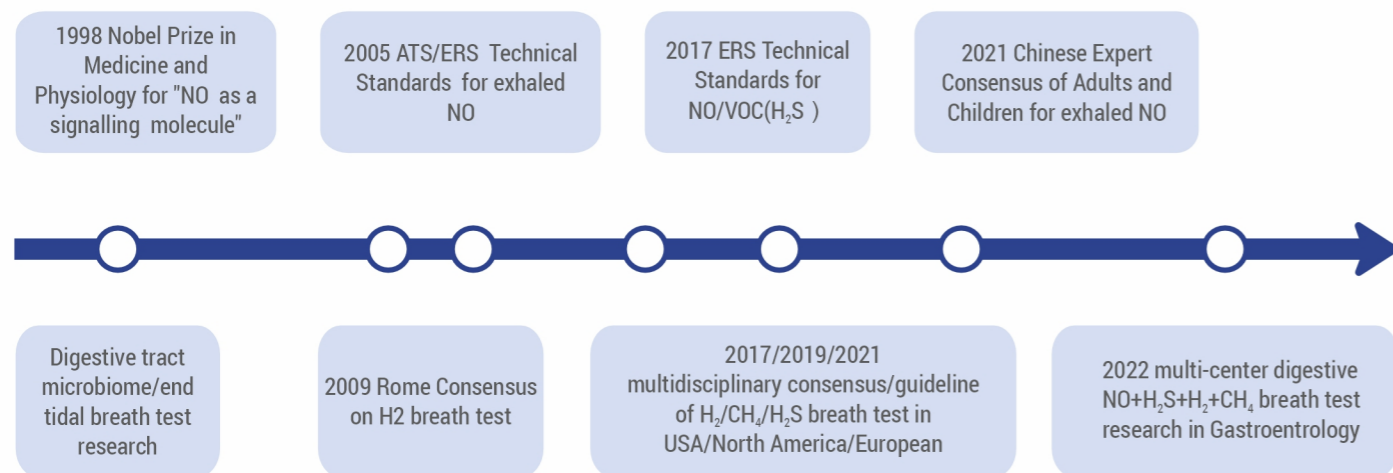 1998 Nobel Prize in
Medicine and
Physiology for "NO as a
signalling molecule"
2005 ATS/ERS Technical
Standards for exhaled
NO
2017 ERS Technical
Standards for
NO/VOC(H₂S )
2021 Chinese Expert
Consensus of Adults and
Children for exhaled NO
Digestive tract
microbiome/end
tidal breath test
research
2009 Rome Consensus
on H2 breath test
2017/2019/2021
multidisciplinary consensus/guideline
of H₂/CH₄/H₂S breath test in
USA/North America/European
2022 multi-center digestive
NO+H₂S+H₂+CH₄ breath test
research in Gastroentrology